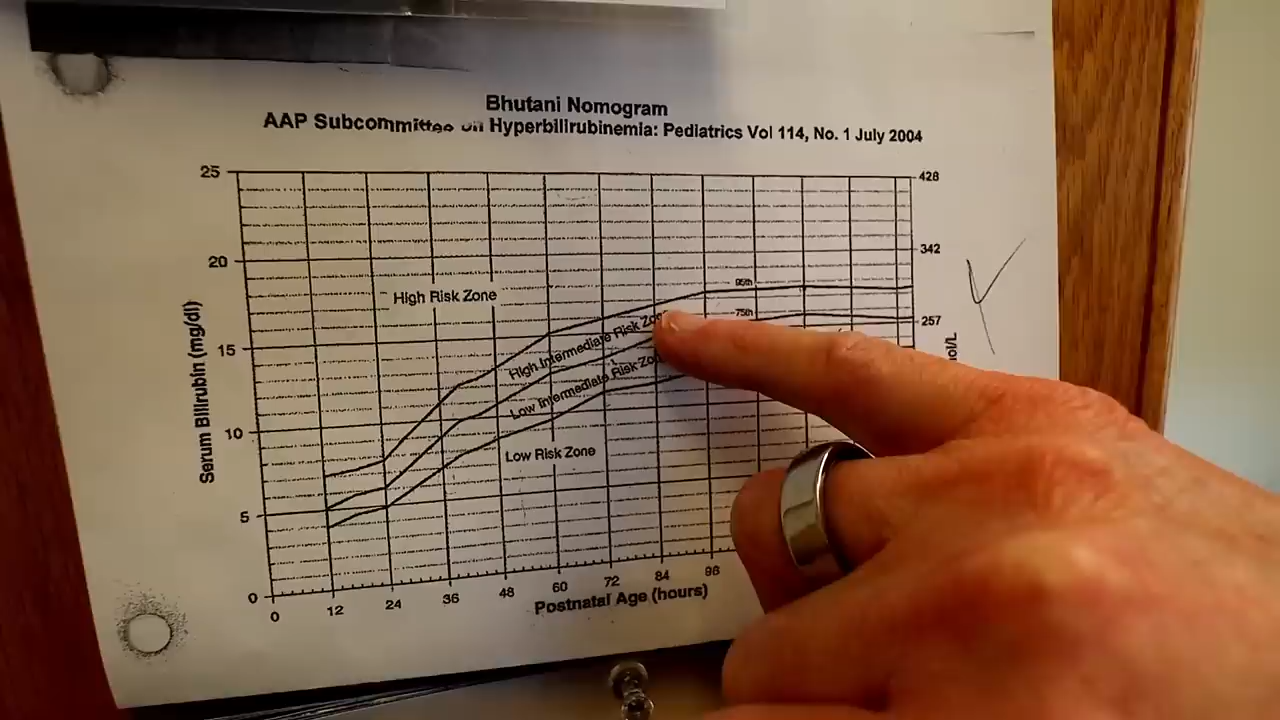 Bhutani Nomogram
AAP Subcommittee on Hyperbilirubinemia: Pediatrics Vol 114, No. 1 July 2004
25
428
20
342
High Risk Zone
95th
75th
257
15
High Intermediate Risk Zone
Low Intermediate Risk Zo
10
Low Risk Zone
5
0
Serum Bilirubin (mg/dl)
mol/L
0
12
24
36
48
60
72
84
96
Postnatal Age (hours)